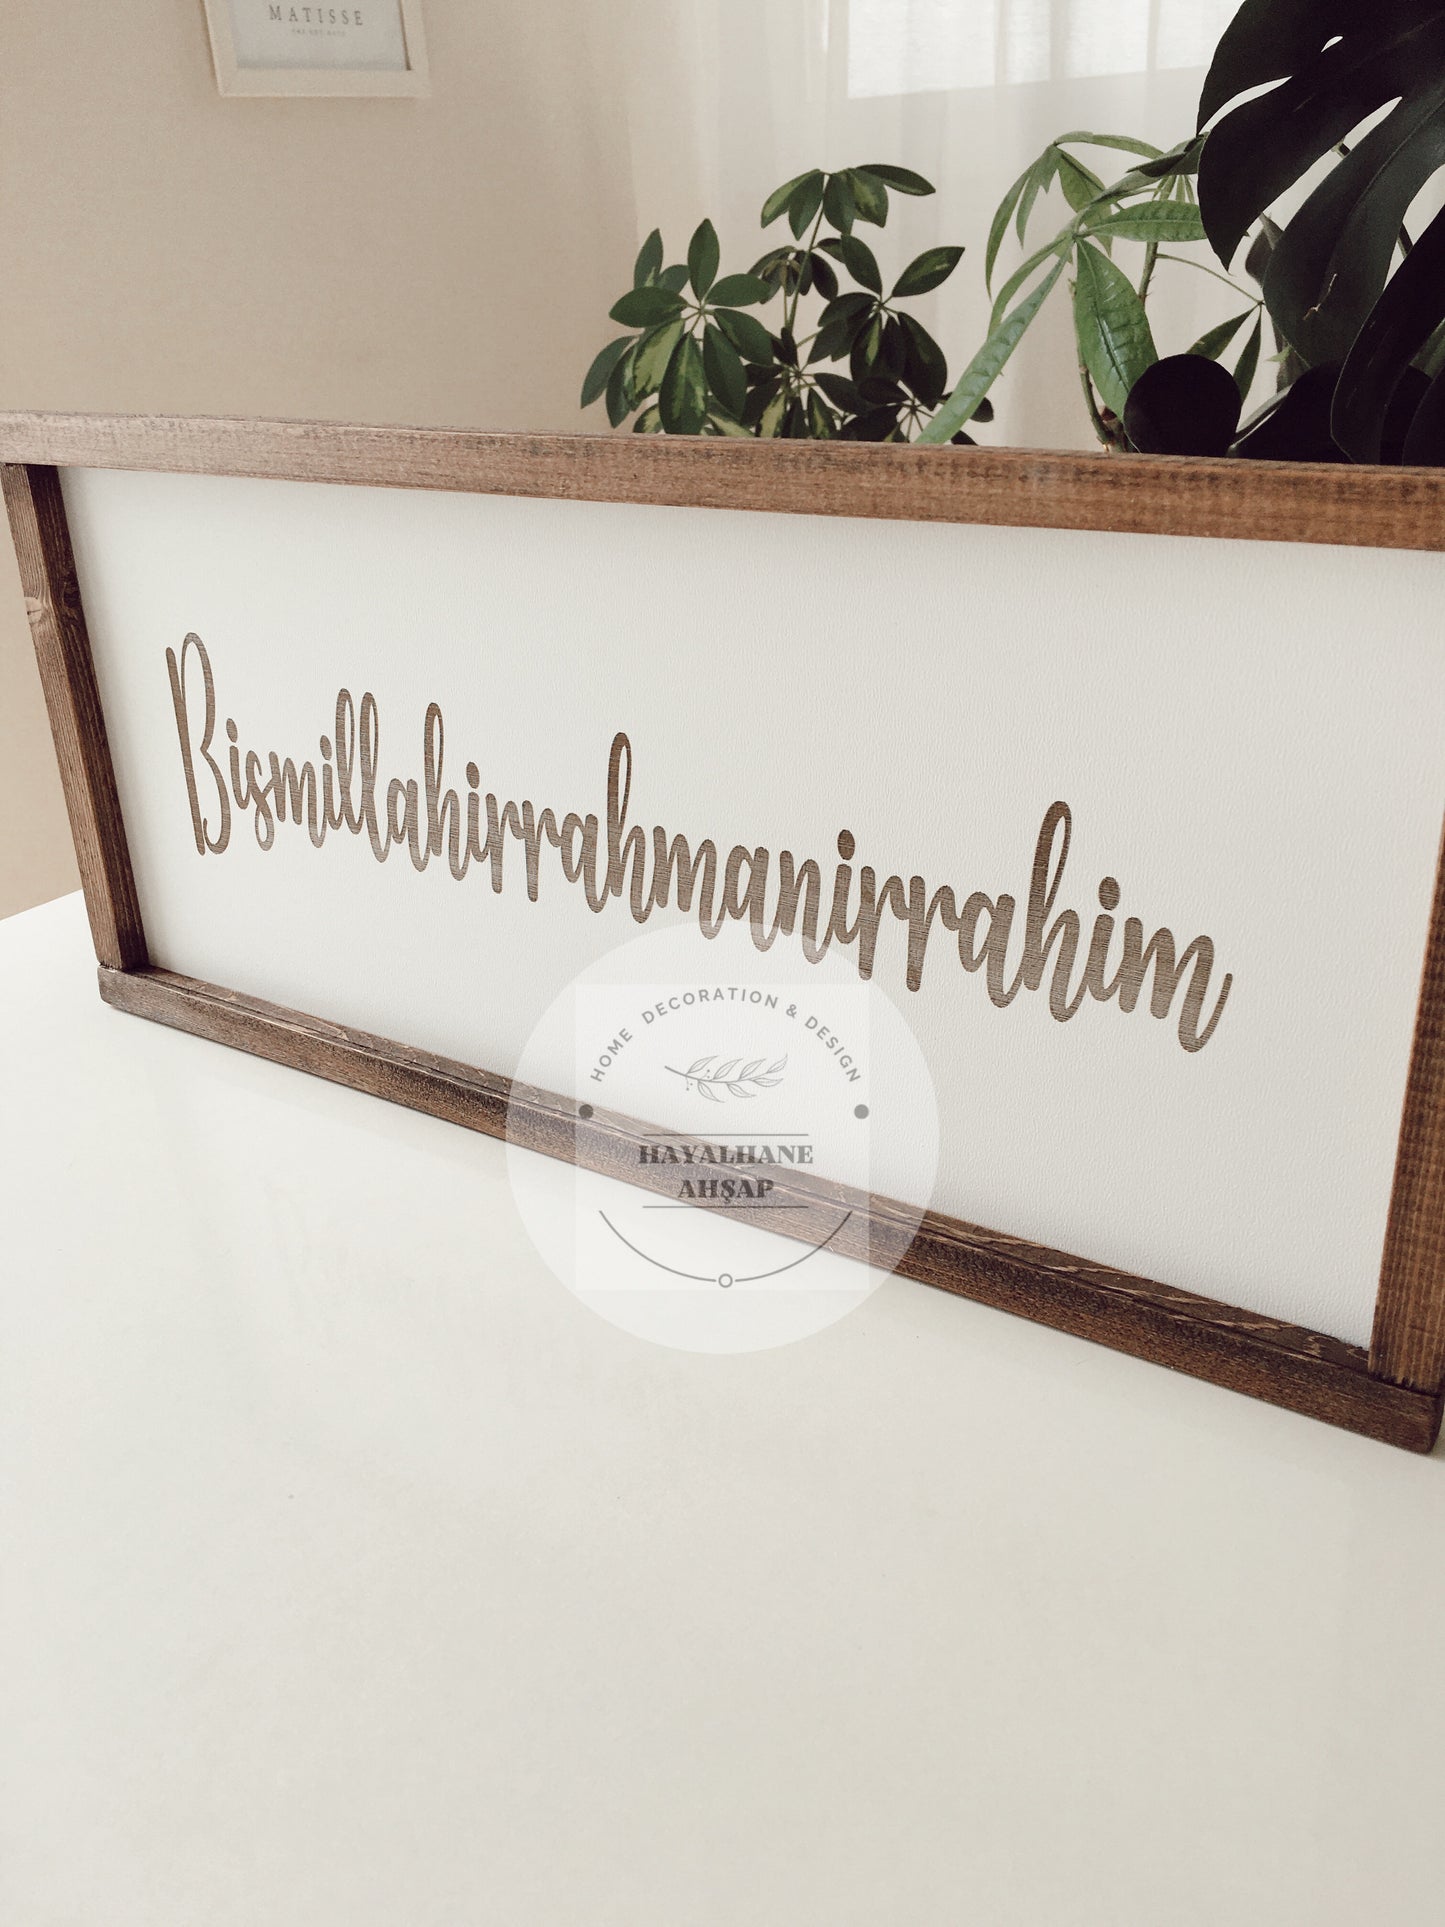 MATISSE
Bismillahirrahmanirrahim
HOME DECORATION & DESIGN
HAYALHANE
AHŞAP